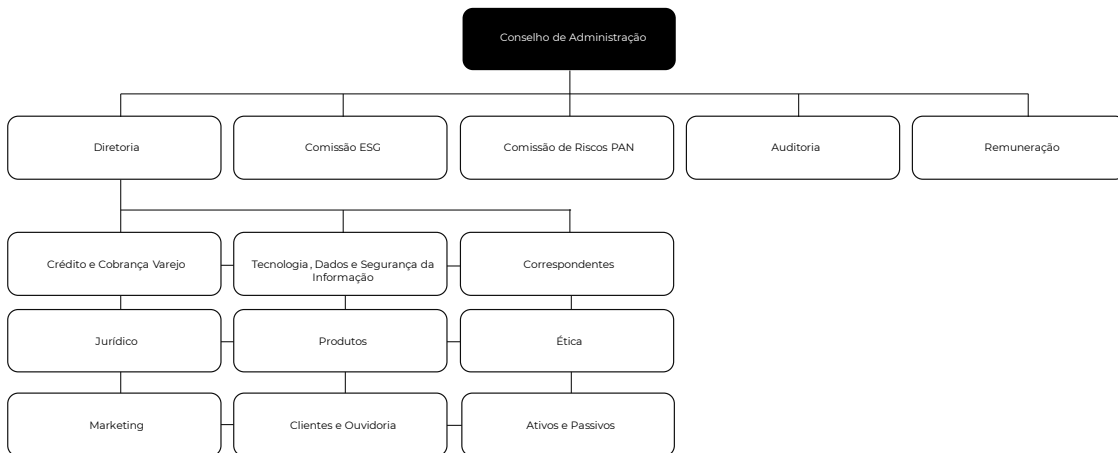 Conselho de Administração
Diretoria
Comissão ESG
Comissão de Riscos PAN
Auditoria
Remuneração
Crédito e Cobrança Varejo
Tecnologia, Dados e Segurança da
Informação
Correspondentes
Jurídico
Produtos
Ética
Marketing
Clientes e Ouvidoria
Ativos e Passivos